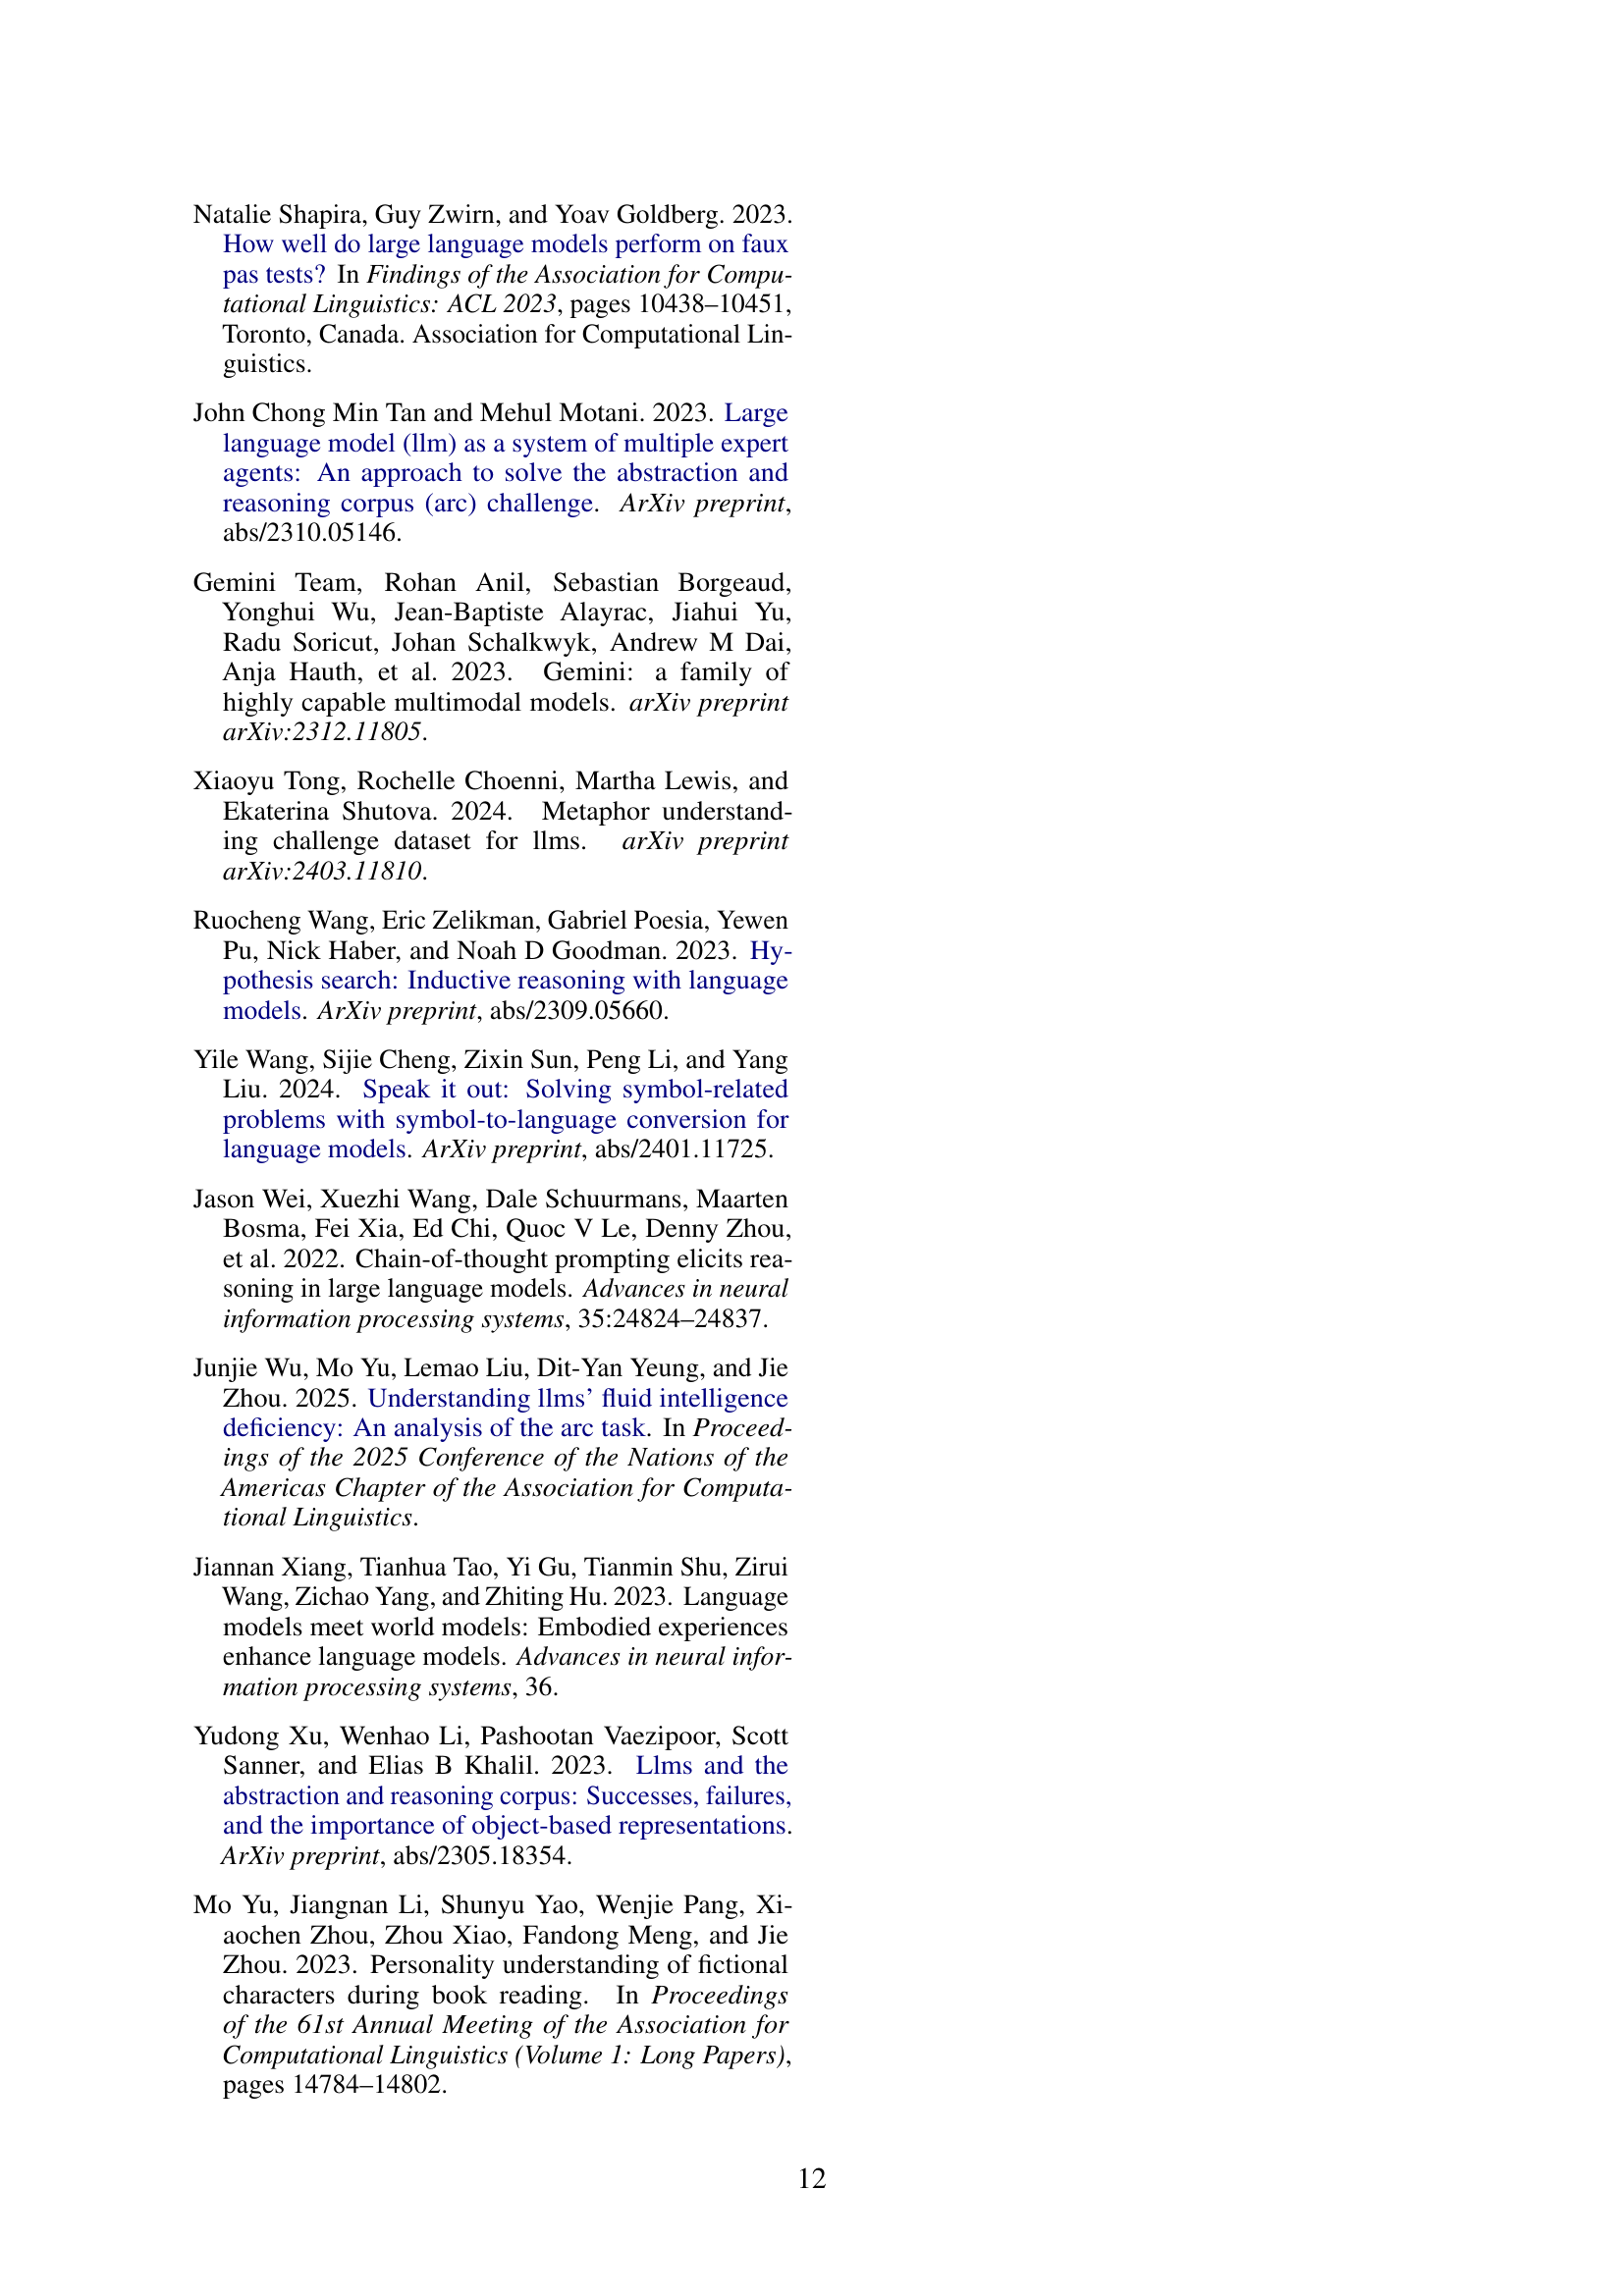 Natalie Shapira, Guy Zwirn, and Yoav Goldberg. 2023.
How well do large language models perform on faux
pas tests? In Findings of the Association for Compu-
tational Linguistics: ACL 2023, pages 10438–10451,
Toronto, Canada. Association for Computational Lin-
guistics.
John Chong Min Tan and Mehul Motani. 2023. Large
language model (llm) as a system of multiple expert
agents: An approach to solve the abstraction and
reasoning corpus (arc) challenge. ArXiv preprint,
abs/2310.05146.
Gemini Team, Rohan Anil, Sebastian Borgeaud,
Yonghui Wu, Jean-Baptiste Alayrac, Jiahui Yu,
Radu Soricut, Johan Schalkwyk, Andrew M Dai,
Anja Hauth, et al. 2023. Gemini: a family of
highly capable multimodal models. arXiv preprint
arXiv:2312.11805.
Xiaoyu Tong, Rochelle Choenni, Martha Lewis, and
Ekaterina Shutova. 2024. Metaphor understand-
ing challenge dataset for llms. arXiv preprint
arXiv:2403.11810.
Ruocheng Wang, Eric Zelikman, Gabriel Poesia, Yewen
Pu, Nick Haber, and Noah D Goodman. 2023. Hy-
pothesis search: Inductive reasoning with language
models. ArXiv preprint, abs/2309.05660.
Yile Wang, Sijie Cheng, Zixin Sun, Peng Li, and Yang
Liu. 2024. Speak it out: Solving symbol-related
problems with symbol-to-language conversion for
language models. ArXiv preprint, abs/2401.11725.
Jason Wei, Xuezhi Wang, Dale Schuurmans, Maarten
Bosma, Fei Xia, Ed Chi, Quoc V Le, Denny Zhou,
et al. 2022. Chain-of-thought prompting elicits rea-
soning in large language models. Advances in neural
information processing systems, 35:24824–24837.
Junjie Wu, Mo Yu, Lemao Liu, Dit-Yan Yeung, and Jie
Zhou. 2025. Understanding llms’ fluid intelligence
deficiency: An analysis of the arc task. In Proceed-
ings of the 2025 Conference of the Nations of the
Americas Chapter of the Association for Computa-
tional Linguistics.
Jiannan Xiang, Tianhua Tao, Yi Gu, Tianmin Shu, Zirui
Wang, Zichao Yang, and Zhiting Hu. 2023. Language
models meet world models: Embodied experiences
enhance language models. Advances in neural infor-
mation processing systems, 36.
Yudong Xu, Wenhao Li, Pashootan Vaezipoor, Scott
Sanner, and Elias B Khalil. 2023. Llms and the
abstraction and reasoning corpus: Successes, failures,
and the importance of object-based representations.
ArXiv preprint, abs/2305.18354.
Mo Yu, Jiangnan Li, Shunyu Yao, Wenjie Pang, Xi-
aochen Zhou, Zhou Xiao, Fandong Meng, and Jie
Zhou. 2023. Personality understanding of fictional
characters during book reading. In Proceedings
of the 61st Annual Meeting of the Association for
Computational Linguistics (Volume 1: Long Papers),
pages 14784–14802.
12